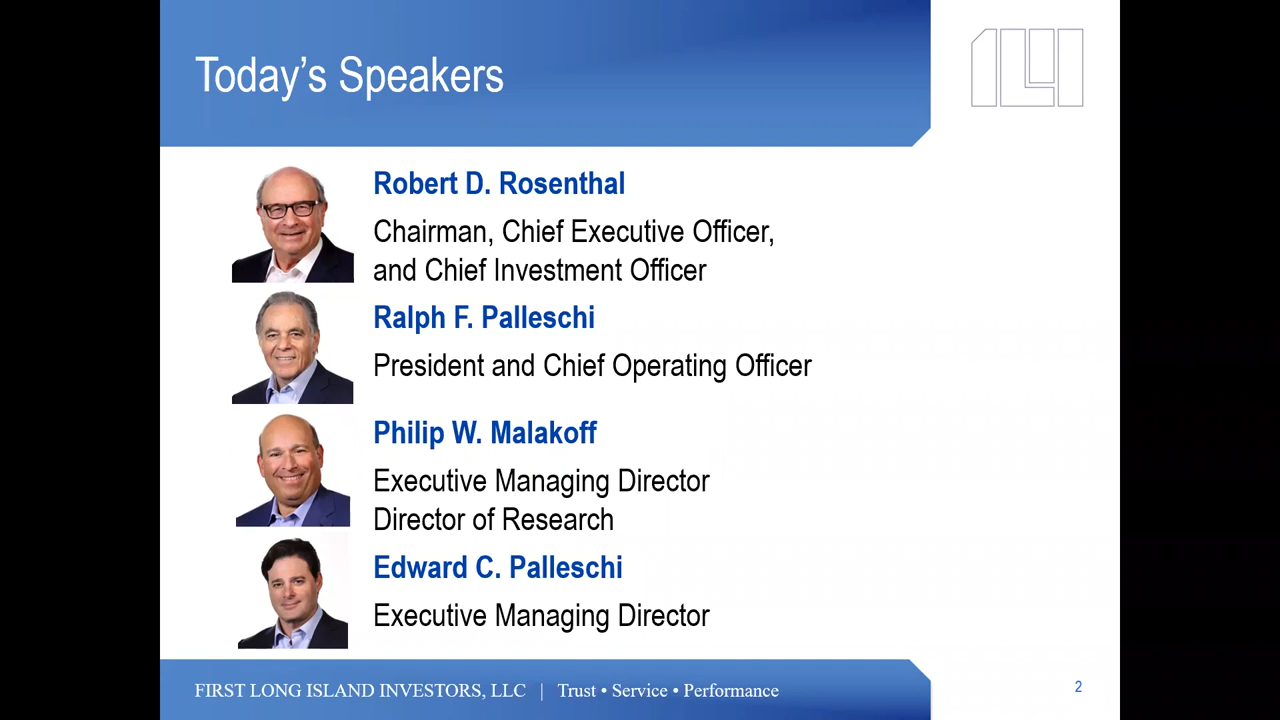 Today's Speakers
Robert D. Rosenthal
Chairman, Chief Executive Officer,
and Chief Investment Officer
Ralph F. Palleschi
President and Chief Operating Officer
Philip W. Malakoff
Executive Managing Director
Director of Research
Edward C. Palleschi
Executive Managing Director
FIRST LONG ISLAND INVESTORS, LLC | Trust • Service • Performance
2